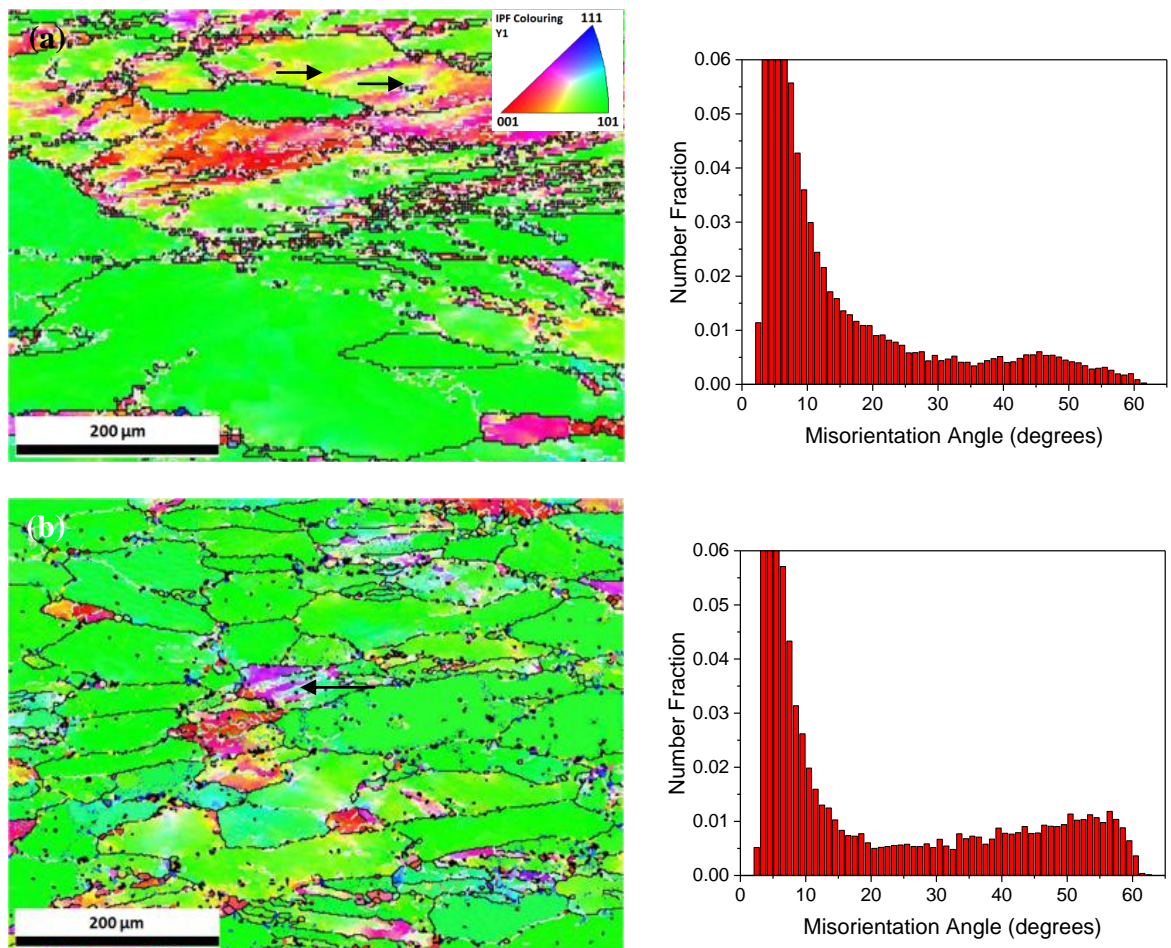 (a)
IPF Colouring 111
Y1
001 101
200 µm
0.06
0.05
0.04
0.03
0.02
0.01
0.00
Number Fraction
0 10 20 30 40 50 60
Misorientation Angle (degrees)
(b)
200 µm
0.06
0.05
0.04
0.03
0.02
0.01
0.00
Number Fraction
0 10 20 30 40 50 60
Misorientation Angle (degrees)